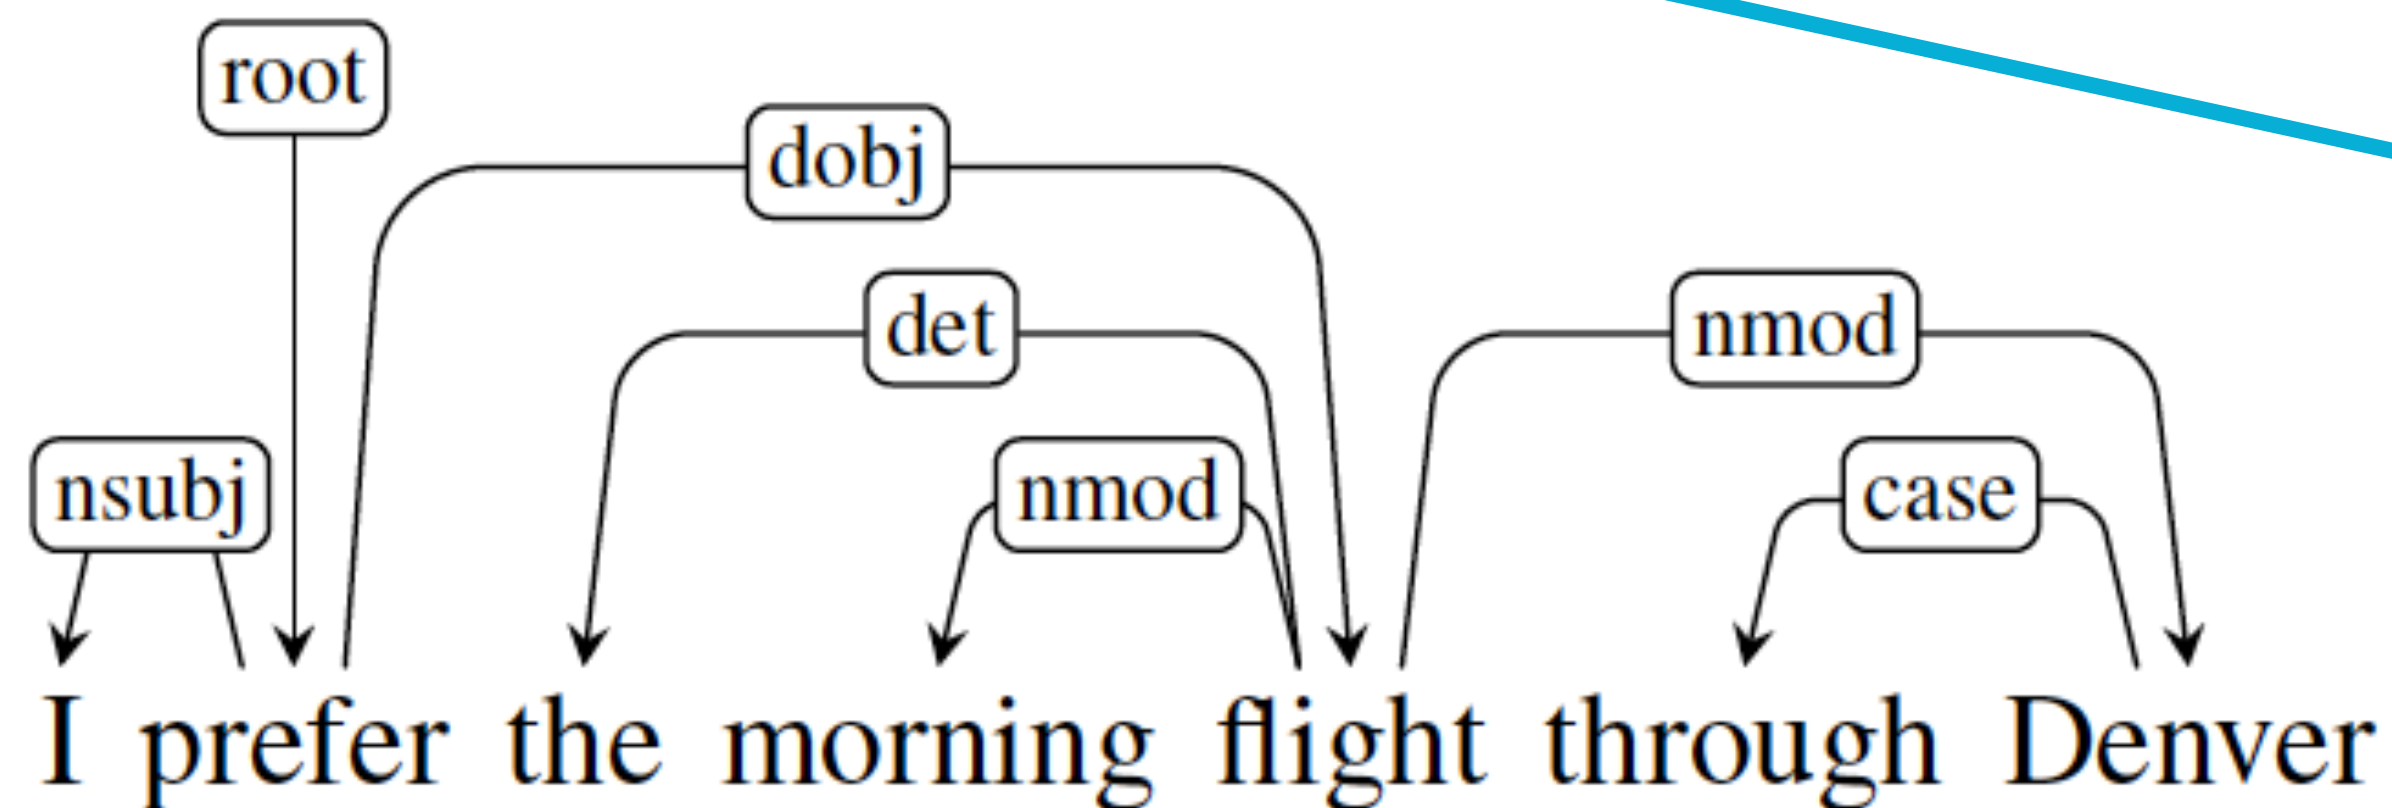 root
dobj
det nmod
nsubj nmod case
I prefer the morning flight through Denver